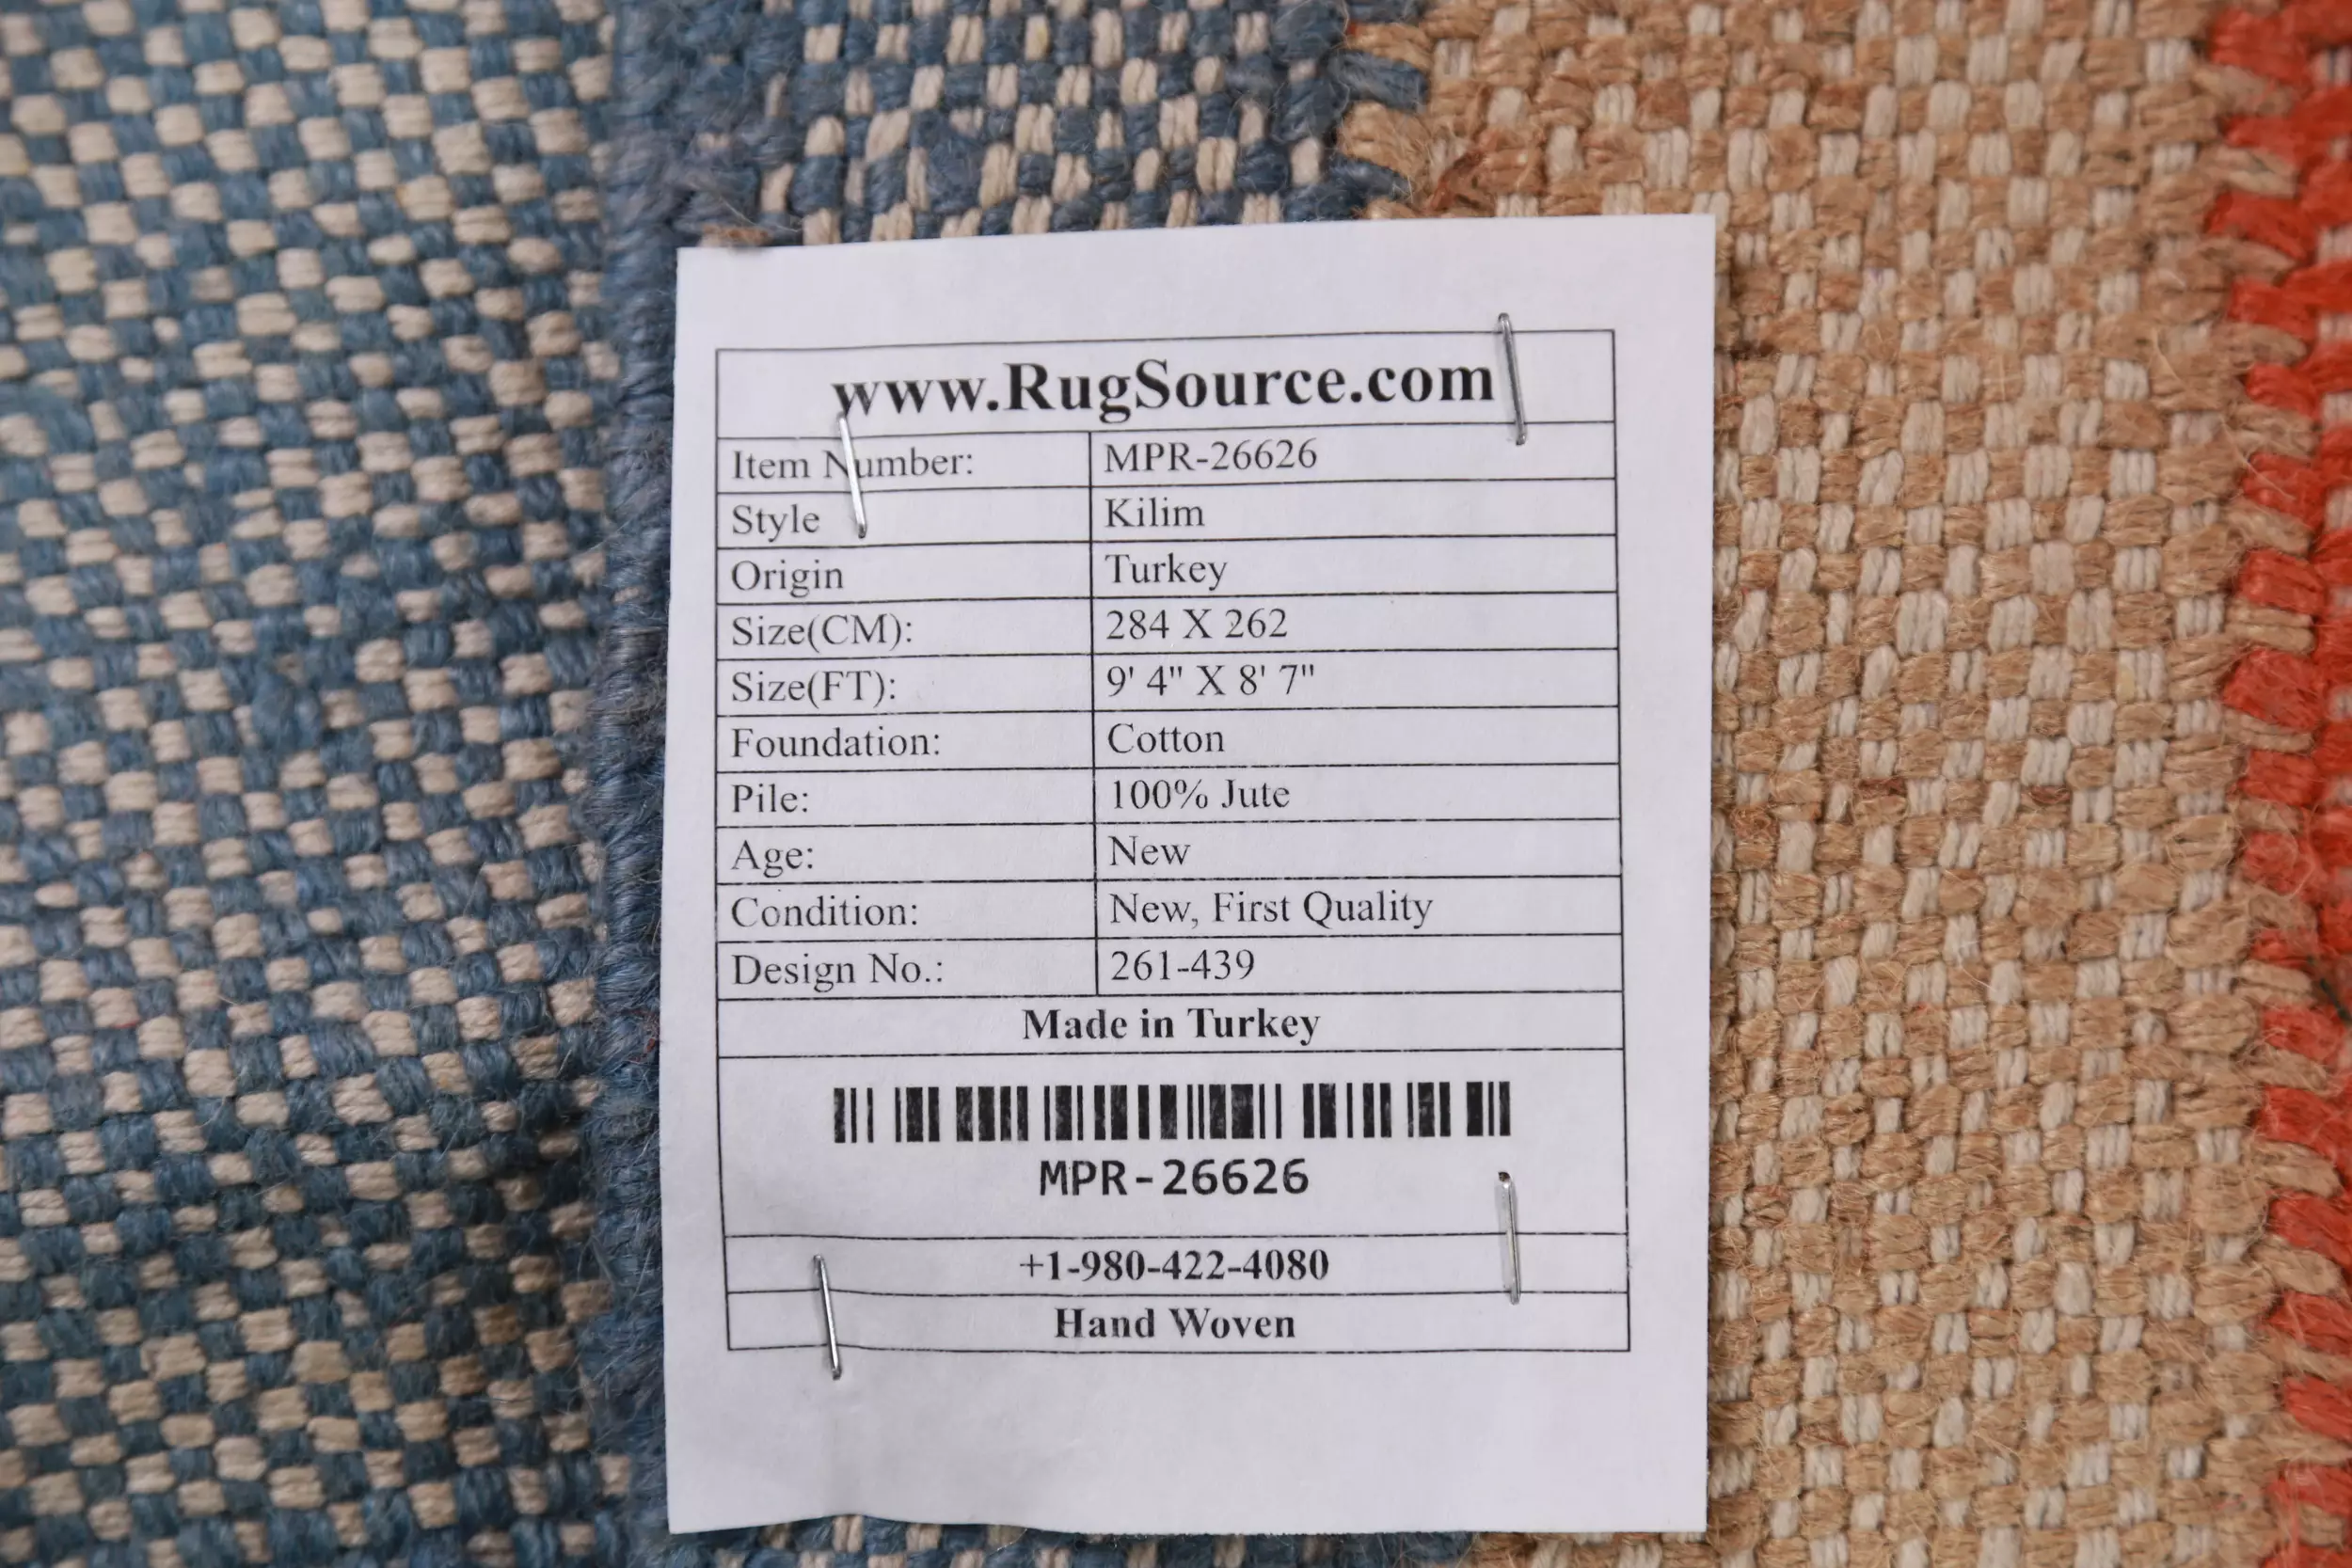 www.RugSource.com
Item Number: MPR-26626
Style Kilim
Origin Turkey
Size(CM): 284 X 262
Size(FT): 9' 4" X 8' 7"
Foundation: Cotton
Pile: 100% Jute
Age: New
Condition: New, First Quality
Design No.: 261-439
Made in Turkey
MPR-26626
+1-980-422-4080
Hand Woven